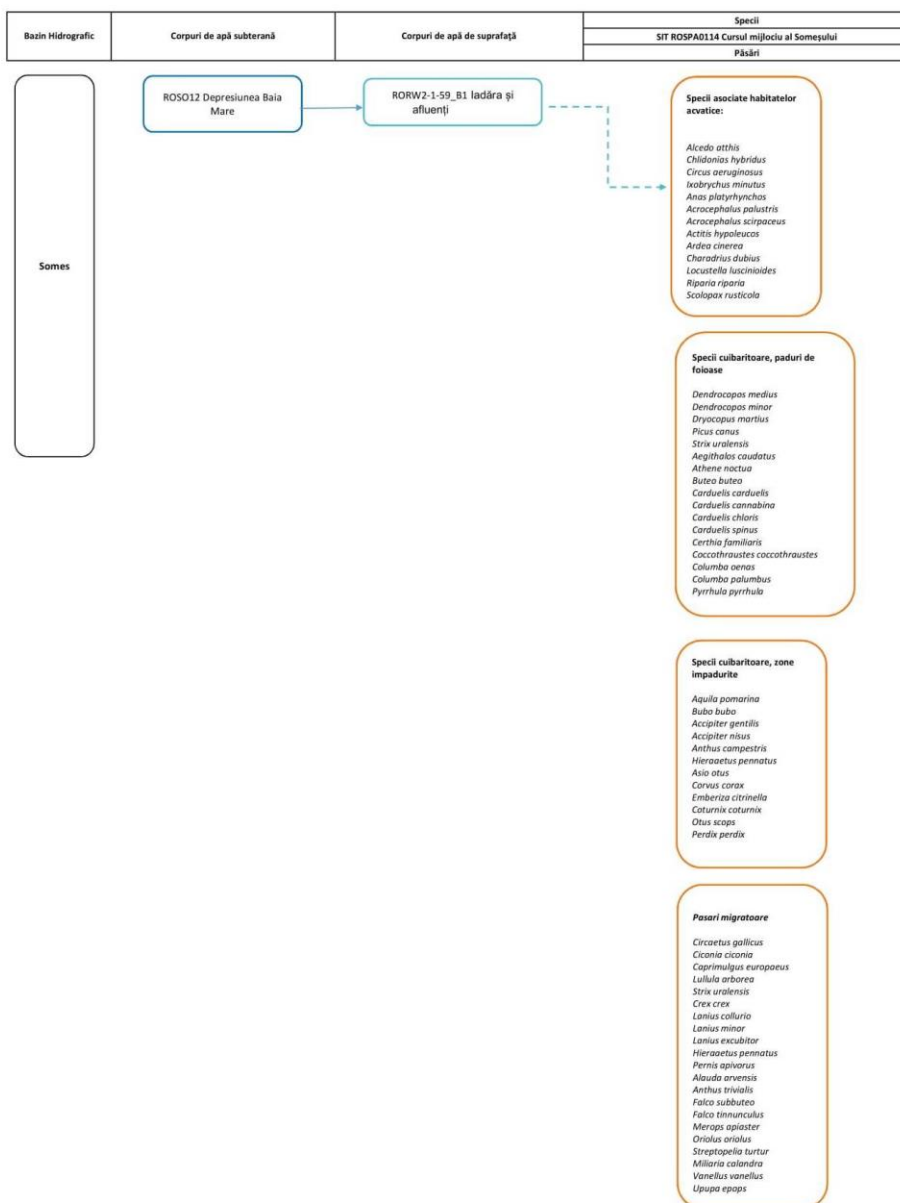 Bazin Hidrografic
Corpuri de apă subterană
Corpuri de apă de suprafață
Specii
SIT ROSPA0114 Cursul mijlociu al Someșului
Păsări
Somes
ROSO12 Depresiunea Baia
Mare
RORW2-1-59_B1 Iadăra și
afluenți
Specii asociate habitatelor
acvatice:
Alcedo atthis
Chlidonias hybridus
Circus aeruginosus
Ixobrychus minutus
Anas platyrhynchos
Acrocephalus palustris
Acrocephalus scirpaceus
Actitis hypoleucos
Ardea cinerea
Charadrius dubius
Locustella luscinioides
Riparia riparia
Scolopax rusticola
Specii cuibaritoare, paduri de
foioase
Dendrocopos medius
Dendrocopos minor
Dryocopus martius
Picus canus
Strix uralensis
Aegithalos caudatus
Athene noctua
Buteo buteo
Carduelis carduelis
Carduelis cannabina
Carduelis chloris
Carduelis spinus
Certhia familiaris
Coccothraustes coccothraustes
Columba oenas
Columba palumbus
Pyrrhula pyrrhula
Specii cuibaritoare, zone
impadurite
Aquila pomarina
Bubo bubo
Accipiter gentilis
Accipiter nisus
Anthus campestris
Hieraaetus pennatus
Asio otus
Corvus corax
Emberiza citrinella
Coturnix coturnix
Otus scops
Perdix perdix
Pasari migratoare
Circaetus gallicus
Ciconia ciconia
Caprimulgus europaeus
Lullula arborea
Strix uralensis
Crex crex
Lanius collurio
Lanius minor
Lanius excubitor
Hieraaetus pennatus
Pernis apivorus
Alauda arvensis
Anthus trivialis
Falco subbuteo
Falco tinnunculus
Merops apiaster
Oriolus oriolus
Streptopelia turtur
Miliaria calandra
Vanellus vanellus
Upupa epops